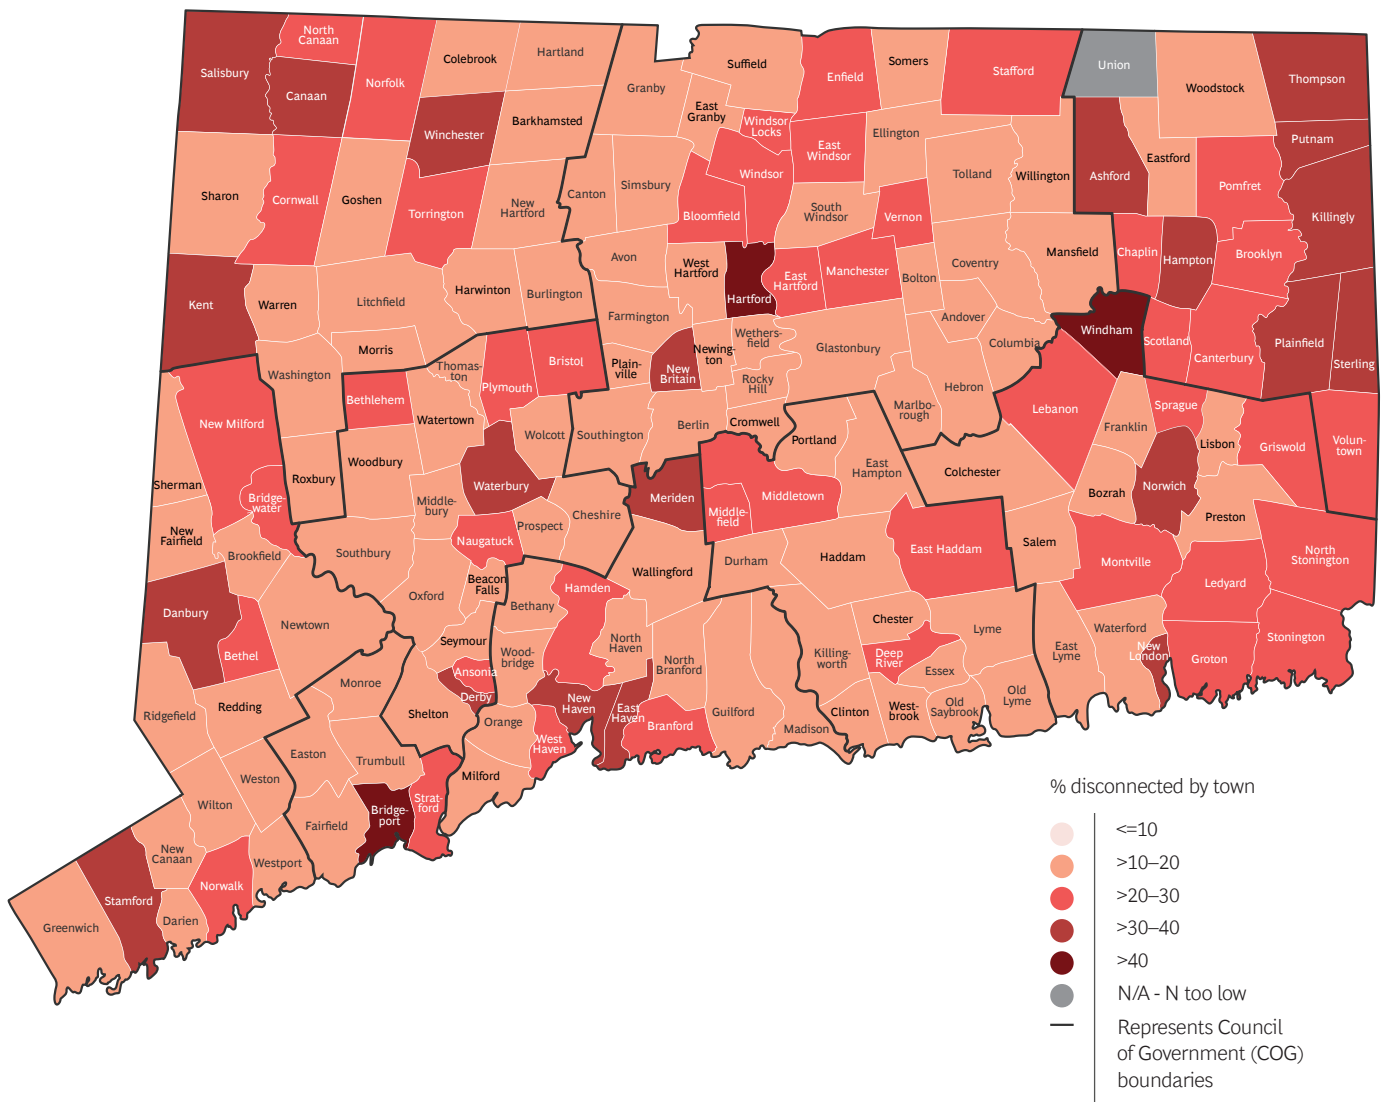 North
Canaan
Salisbury
Canaan
Norfolk
Colebrook
Hartland
Winchester
Barkhamsted
Granby
Suffield
East
Granby
Windsor
Locks
Enfield
Somers
Stafford
Union
Woodstock
Thompson
Putnam
Sharon
Cornwall
Goshen
Torrington
New
Hartford
Canton
Simsbury
Bloomfield
Windsor
East
Windsor
Ellington
South
Windsor
Vernon
Tolland
Willington
Ashford
Eastford
Pomfret
Killingly
Kent
Warren
Litchfield
Harwinton
Burlington
Avon
West
Hartford
Hartford
East
Hartford
Manchester
Bolton
Coventry
Mansfield
Chaplin
Hampton
Brooklyn
Morris
Farmington
Wethers-
field
Newing-
ton
Glastonbury
Andover
Columbia
Windham
Scotland
Canterbury
Plainfield
Sterling
Washington
Thomas-
ton
Plymouth
Bristol
Plain-
ville
New
Britain
Rocky
Hill
Hebron
Marlbo-
rough
Lebanon
Sprague
Franklin
Lisbon
Griswold
Volun-
town
New Milford
Bethlehem
Watertown
Wolcott
Southington
Berlin
Cromwell
Portland
East
Hampton
Colchester
Bozrah
Norwich
Preston
Sherman
Bridge-
water
Roxbury
Woodbury
Waterbury
Middle-
bury
Meriden
Middle-
field
Middletown
New
Fairfield
Brookfield
Southbury
Naugatuck
Prospect
Cheshire
Wallingford
Durham
Haddam
East Haddam
Salem
Montville
Ledyard
North
Stonington
Danbury
Bethel
Newtown
Oxford
Beacon
Falls
Bethany
Hamden
Seymour
Wood-
bridge
North
Haven
North
Branford
Killing-
worth
Chester
Deep
River
Essex
Lyme
East
Lyme
Waterford
New
London
Groton
Stonington
Ridgefield
Redding
Monroe
Shelton
Ansonia
Derby
Orange
New
Haven
East
Haven
West
Haven
Branford
Guilford
Madison
Clinton
West-
brook
Old
Saybrook
Old
Lyme
Easton
Trumbull
Weston
Wilton
Milford
Strat-
ford
Bridge-
port
Fairfield
New
Canaan
Westport
Norwalk
Stamford
Darien
Greenwich
% disconnected by town
<=10
>10–20
>20–30
>30–40
>40
N/A - N too low
Represents Council
of Government (COG)
boundaries